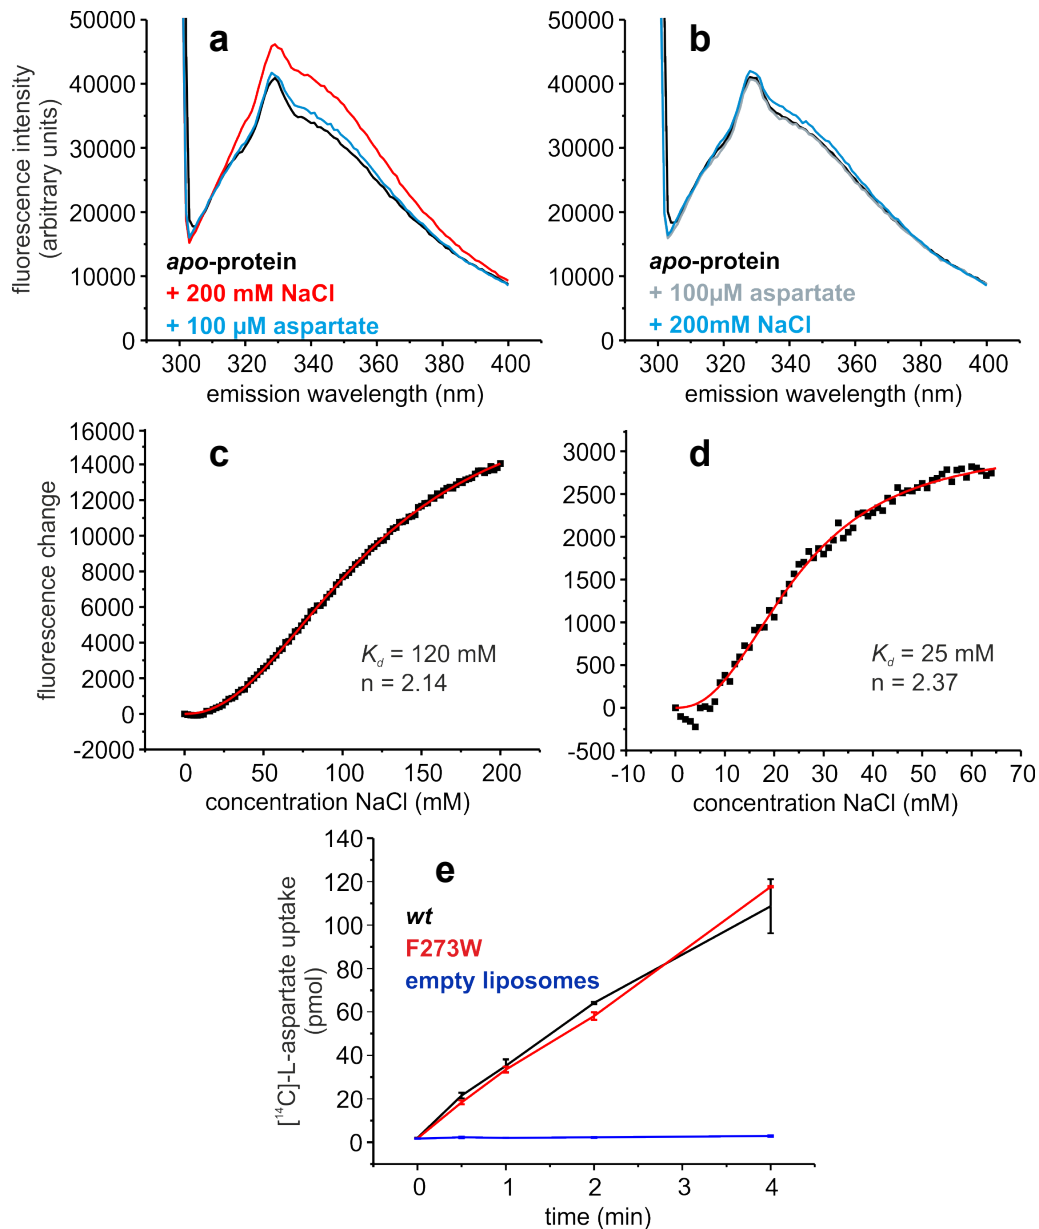 a
50000
40000
30000
20000
10000
0
fluorescence intensity
(arbitrary units)
apo-protein
+ 200 mM NaCl
+ 100 µM aspartate
300 320 340 360 380 400
emission wavelength (nm)
b
50000
40000
30000
20000
10000
0
apo-protein
+ 100µM aspartate
+ 200mM NaCl
300 320 340 360 380 400
emission wavelength (nm)
c
16000
14000
12000
10000
8000
6000
4000
2000
0
-2000
fluorescence change
Kd = 120 mM
n = 2.14
0 50 100 150 200
concentration NaCl (mM)
d
3000
2500
2000
1500
1000
500
0
-500
Kd = 25 mM
n = 2.37
-10 0 10 20 30 40 50 60 70
concentration NaCl (mM)
e
140
120
100
80
60
40
20
0
[14C]-L-aspartate uptake
(pmol)
wt
F273W
empty liposomes
0 1 2 3 4
time (min)